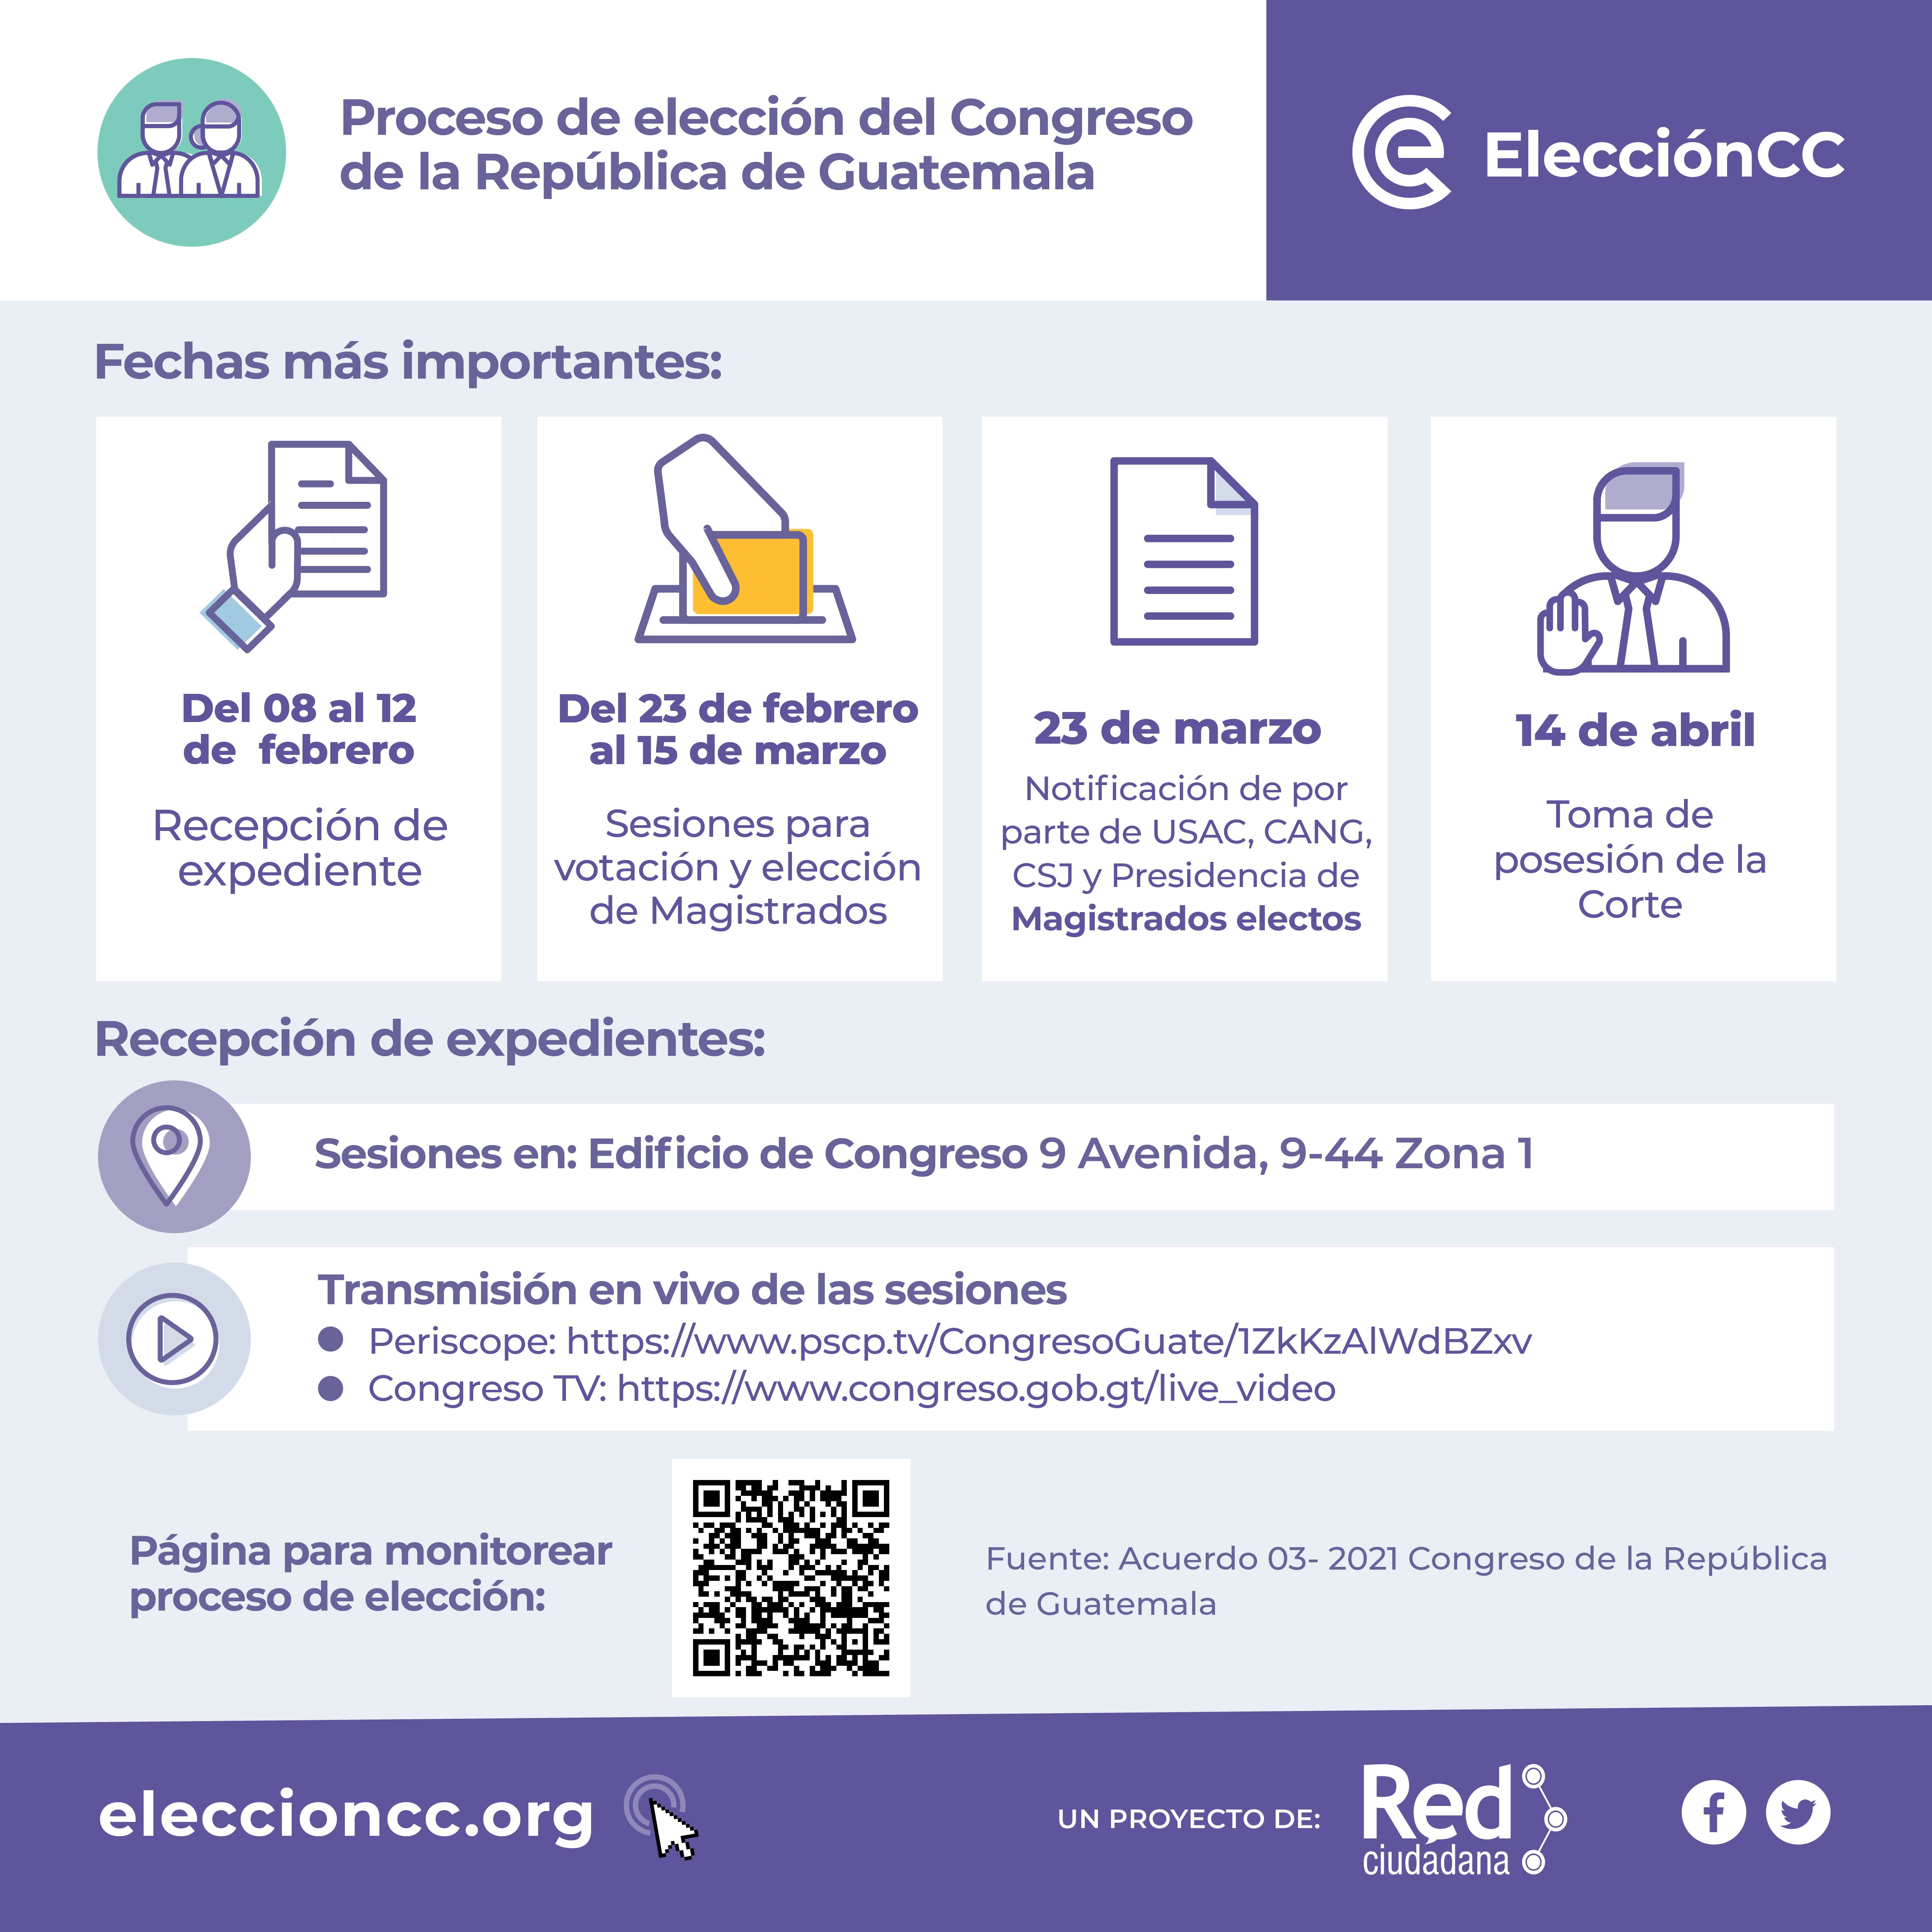 Proceso de elección del Congreso
de la República de Guatemala
ElecciónCC
Fechas más importantes:
Del 08 al 12
de febrero
Recepción de
expediente
Del 23 de febrero
al 15 de marzo
Sesiones para
votación y elección
de Magistrados
23 de marzo
Notificación de por
parte de USAC, CANG,
CSJ y Presidencia de
Magistrados electos
14 de abril
Toma de
posesión de la
Corte
Recepción de expedientes:
Sesiones en: Edificio de Congreso 9 Avenida, 9-44 Zona 1
Transmisión en vivo de las sesiones
Periscope: https://www.pscp.tv/CongresoGuate/1ZkKzAlWdBZxv
Congreso TV: https://www.congreso.gob.gt/live_video
Página para monitorear
proceso de elección:
Fuente: Acuerdo 03- 2021 Congreso de la República
de Guatemala
eleccioncc.org
UN PROYECTO DE:
Red
ciudadana